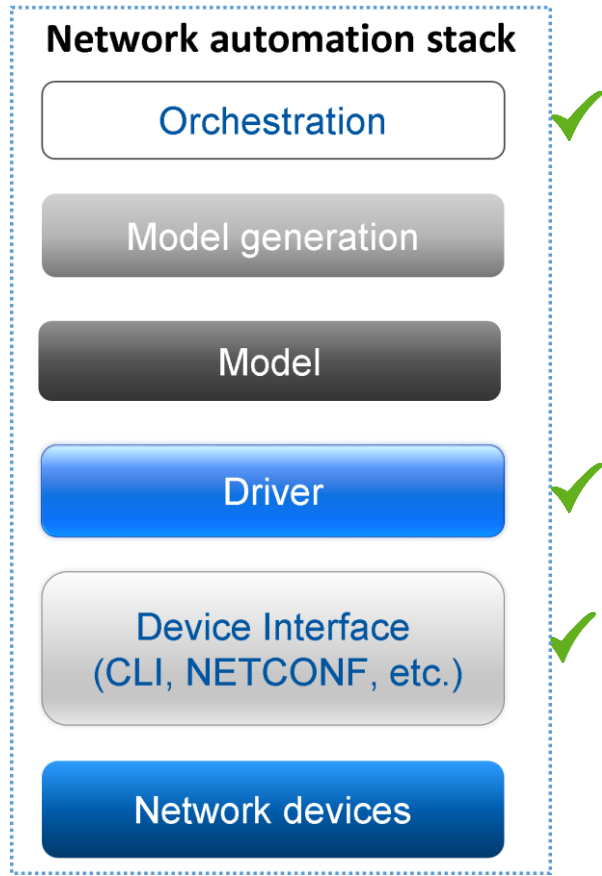 Network automation stack
Orchestration
Model generation
Model
Driver
Device Interface
(CLI, NETCONF, etc.)
Network devices